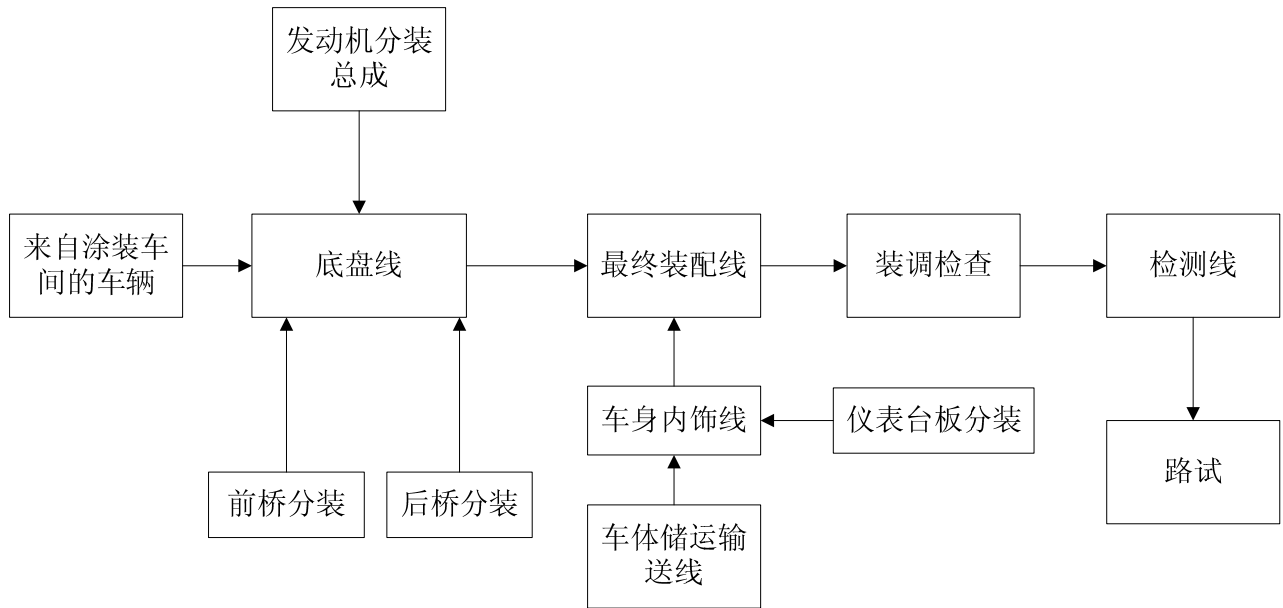 发动机分装
总成
来自涂装车
间的车辆
底盘线
最终装配线
装调检查
检测线
车身内饰线
仪表台板分装
前桥分装
后桥分装
路试
车体储运输
送线